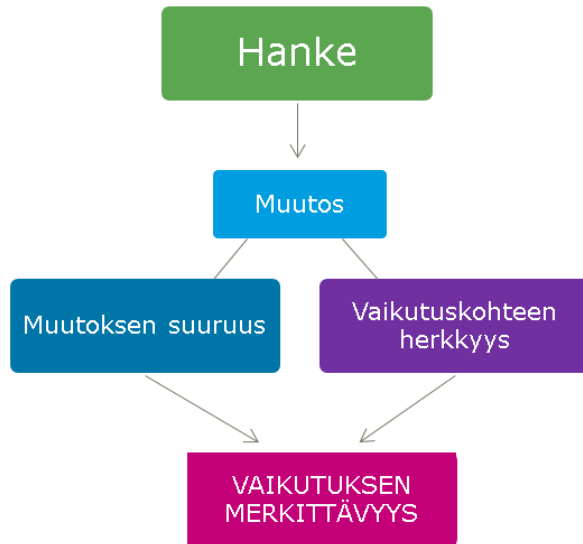 Hanke
Muutos
Muutoksen suuruus
Vaikutuskohteen
herkkyys
VAIKUTUKSEN
MERKITTÄVYYS